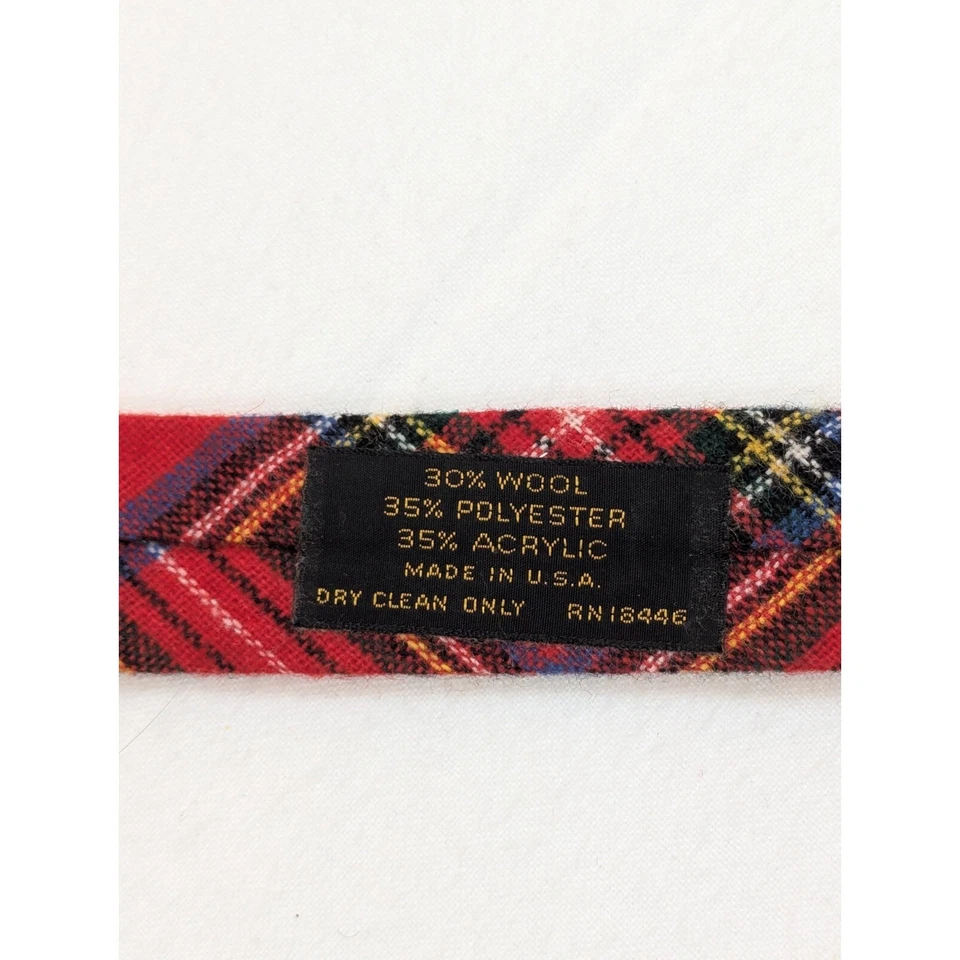 30% WOOL
35% POLYESTER
35% ACRYLIC
MADE IN U.S.A.
DRY CLEAN ONLY RN18446